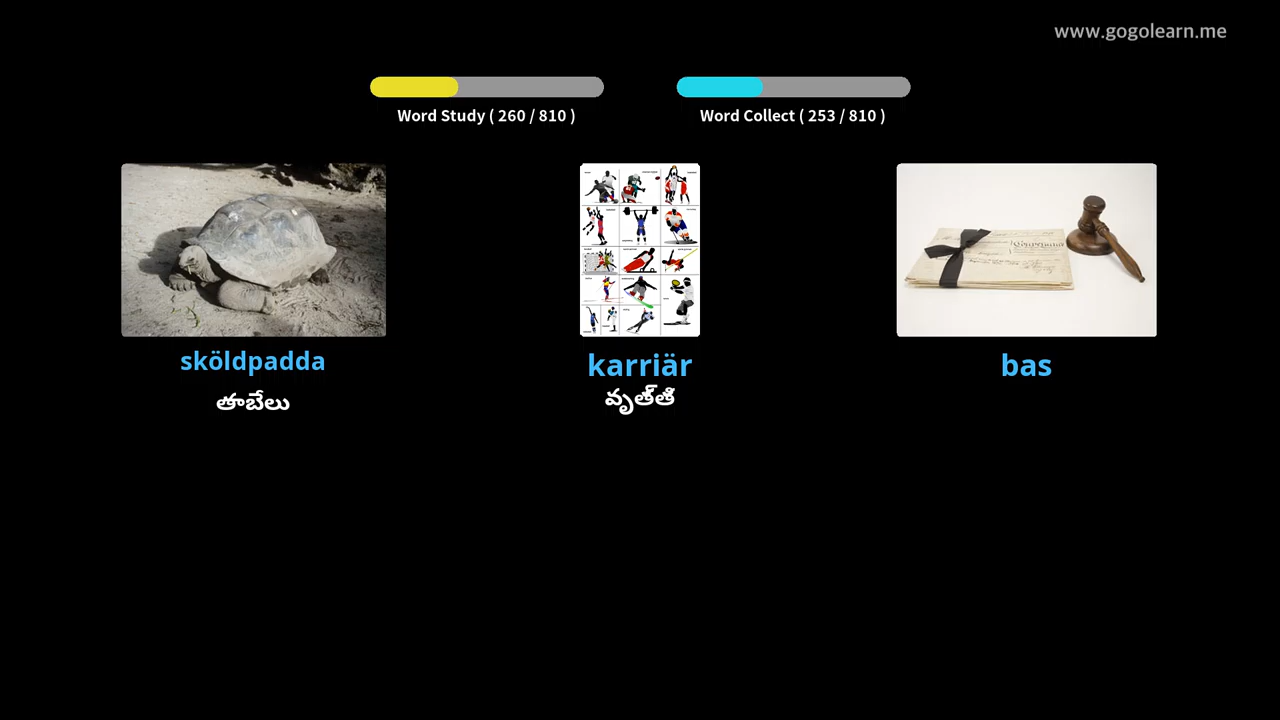 www.gogolearn.me
Word Study ( 260 / 810 )
Word Collect ( 253 / 810 )
sköldpadda
తాబేలు
karriär
వృత్తి
bas